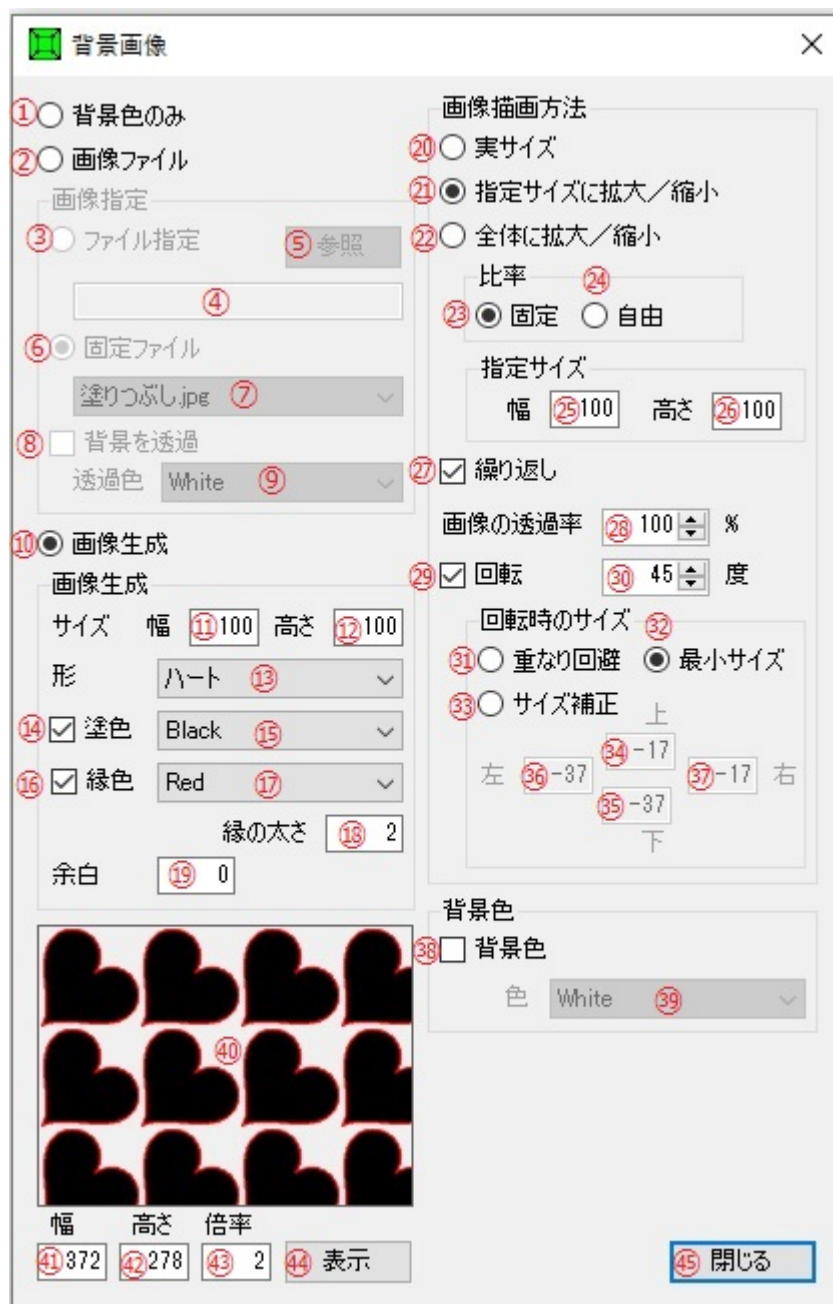 背景画像
①背景色のみ
②画像ファイル
画像指定
③ファイル指定 ⑤参照
④
⑥固定ファイル
塗りつぶし.jpg ⑦
⑧背景を透過
透過色 White ⑨
⑩画像生成
画像生成
サイズ 幅 ⑪100 高さ ⑫100
形 ハート ⑬
⑭塗色 Black ⑮
⑯縁色 Red ⑰
縁の太さ ⑱ 2
余白 ⑲ 0
㊵
幅 高さ 倍率
㊶372 ㊷278 ㊸ 2 ㊹表示
画像描画方法
⑳実サイズ
㉑指定サイズに拡大／縮小
㉒全体に拡大／縮小
比率 ㉔
㉓固定 自由
指定サイズ
幅 ㉕100 高さ ㉖100
㉗繰り返し
画像の透過率 ㉘100 %
㉙回転 ㉚ 45 度
回転時のサイズ ㉜
㉛重なり回避 最小サイズ
㉝サイズ補正
上
㉞-17
左 ㊱-37 ㊲-17 右
㉟-37
下
背景色
㊳背景色
色 White ㊴
㊺閉じる